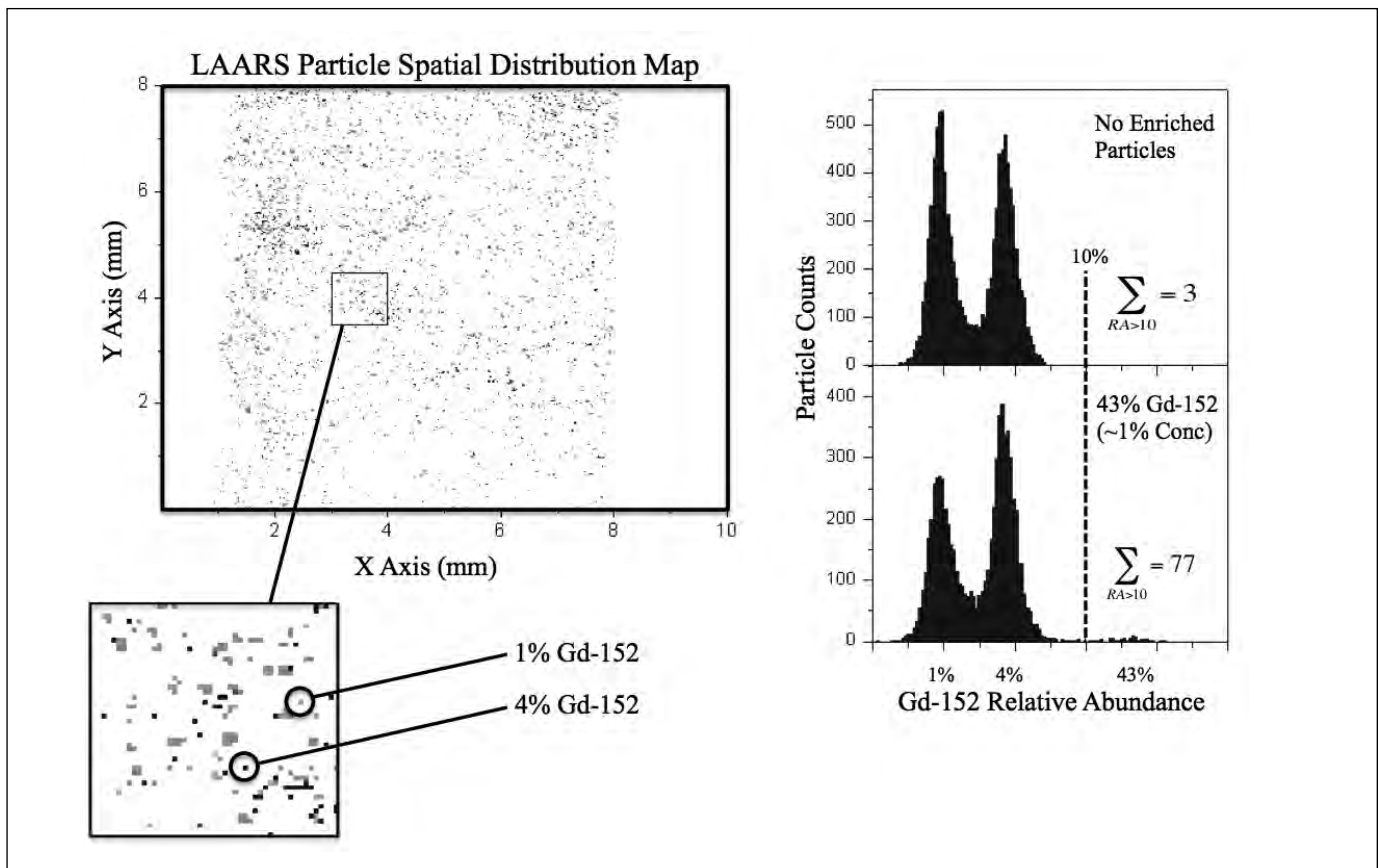 LAARS Particle Spatial Distribution Map
8
6
4
2
Y Axis (mm)
2 4 6 8 10
X Axis (mm)
1% Gd-152
4% Gd-152
Particle Counts
500
400
300
200
100
0
No Enriched
Particles
10%
∑ = 3
RA>10
400
300
200
100
0
43% Gd-152
(~1% Conc)
∑ = 77
RA>10
1% 4% 43%
Gd-152 Relative Abundance